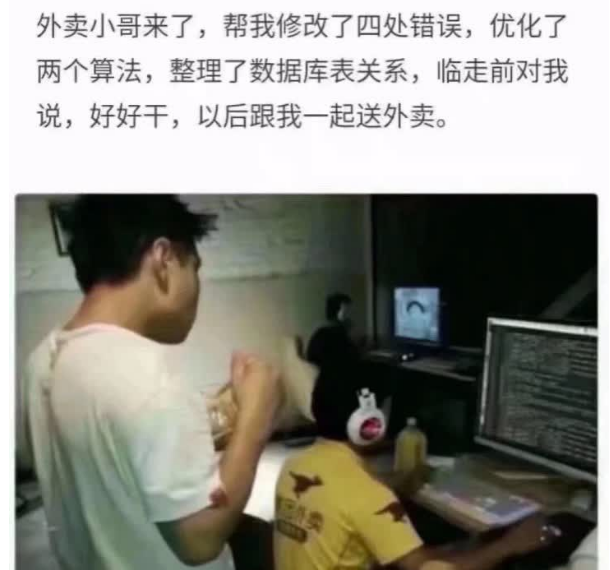 外卖小哥来了，帮我修改了四处错误，优化了
两个算法，整理了数据库表关系，临走前对我
说，好好干，以后跟我一起送外卖。
外卖